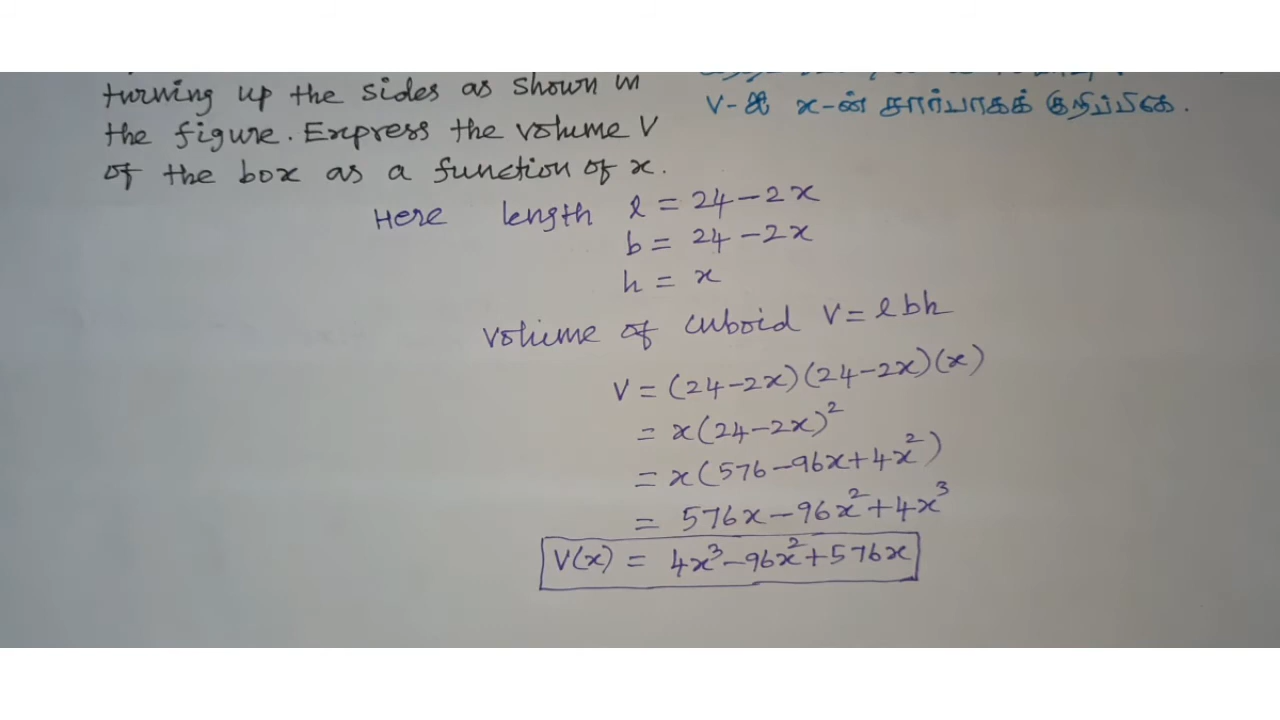 turning up the sides as shown in
the figure. Express the volume V
of the box as a function of x.
V-ஐ x-ன் சார்பாகக் குறிப்பிடுக.
Here length l = 24-2x
b = 24-2x
h = x
Volume of cuboid V = lbh
V = (24-2x)(24-2x)(x)
= x(24-2x)²
= x(576-96x+4x²)
= 576x-96x²+4x³
V(x) = 4x³-96x²+576x